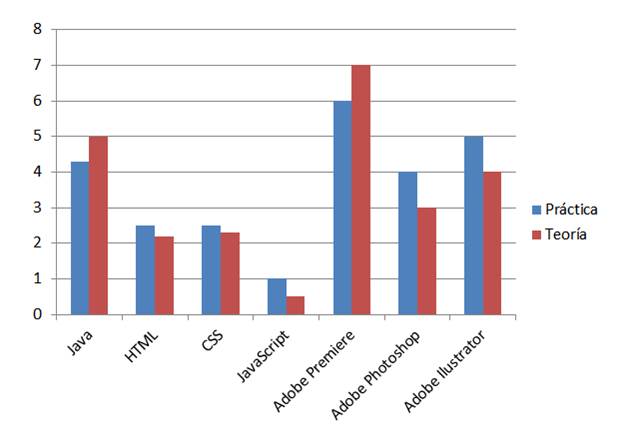 8
7
6
5
4
3
2
1
0
Java
HTML
CSS
JavaScript
Adobe Premiere
Adobe Photoshop
Adobe Ilustrator
Práctica
Teoría